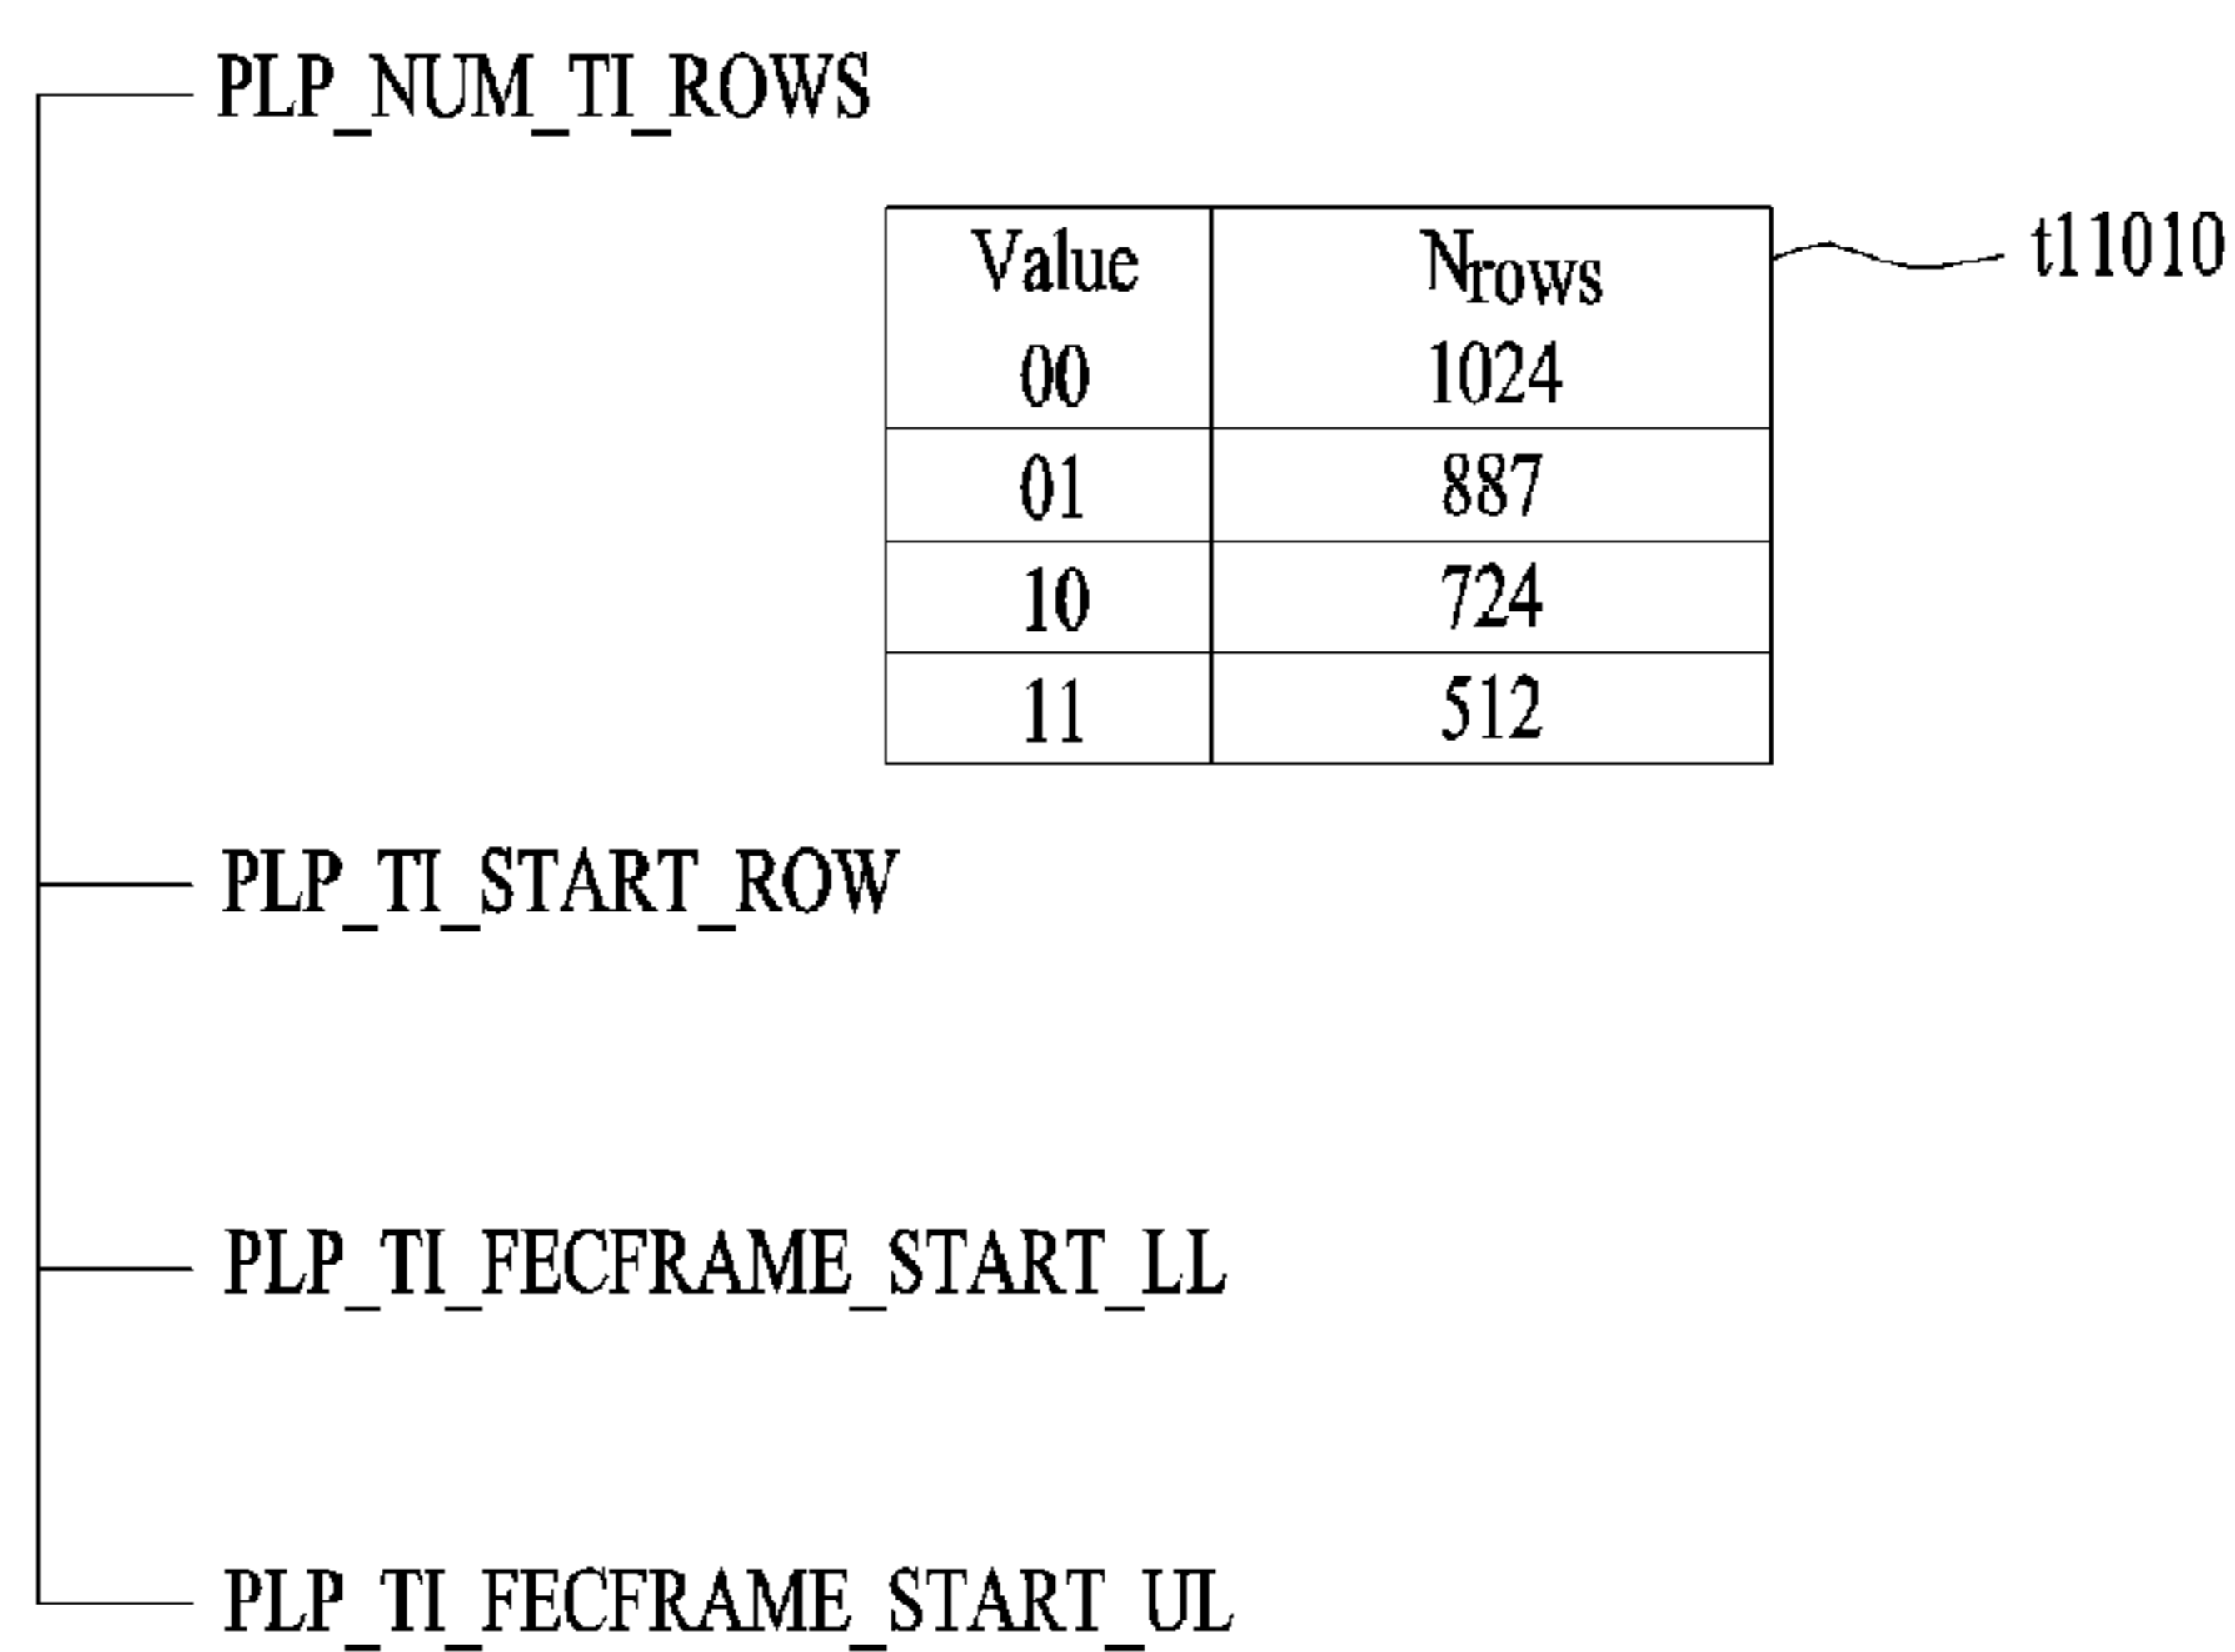 PLP_NUM_TI_ROWS
Value Nrows t11010
00 1024
01 887
10 724
11 512
PLP_TI_START_ROW
PLP_TI_FECFRAME_START_LL
PLP_TI_FECFRAME_START_UL